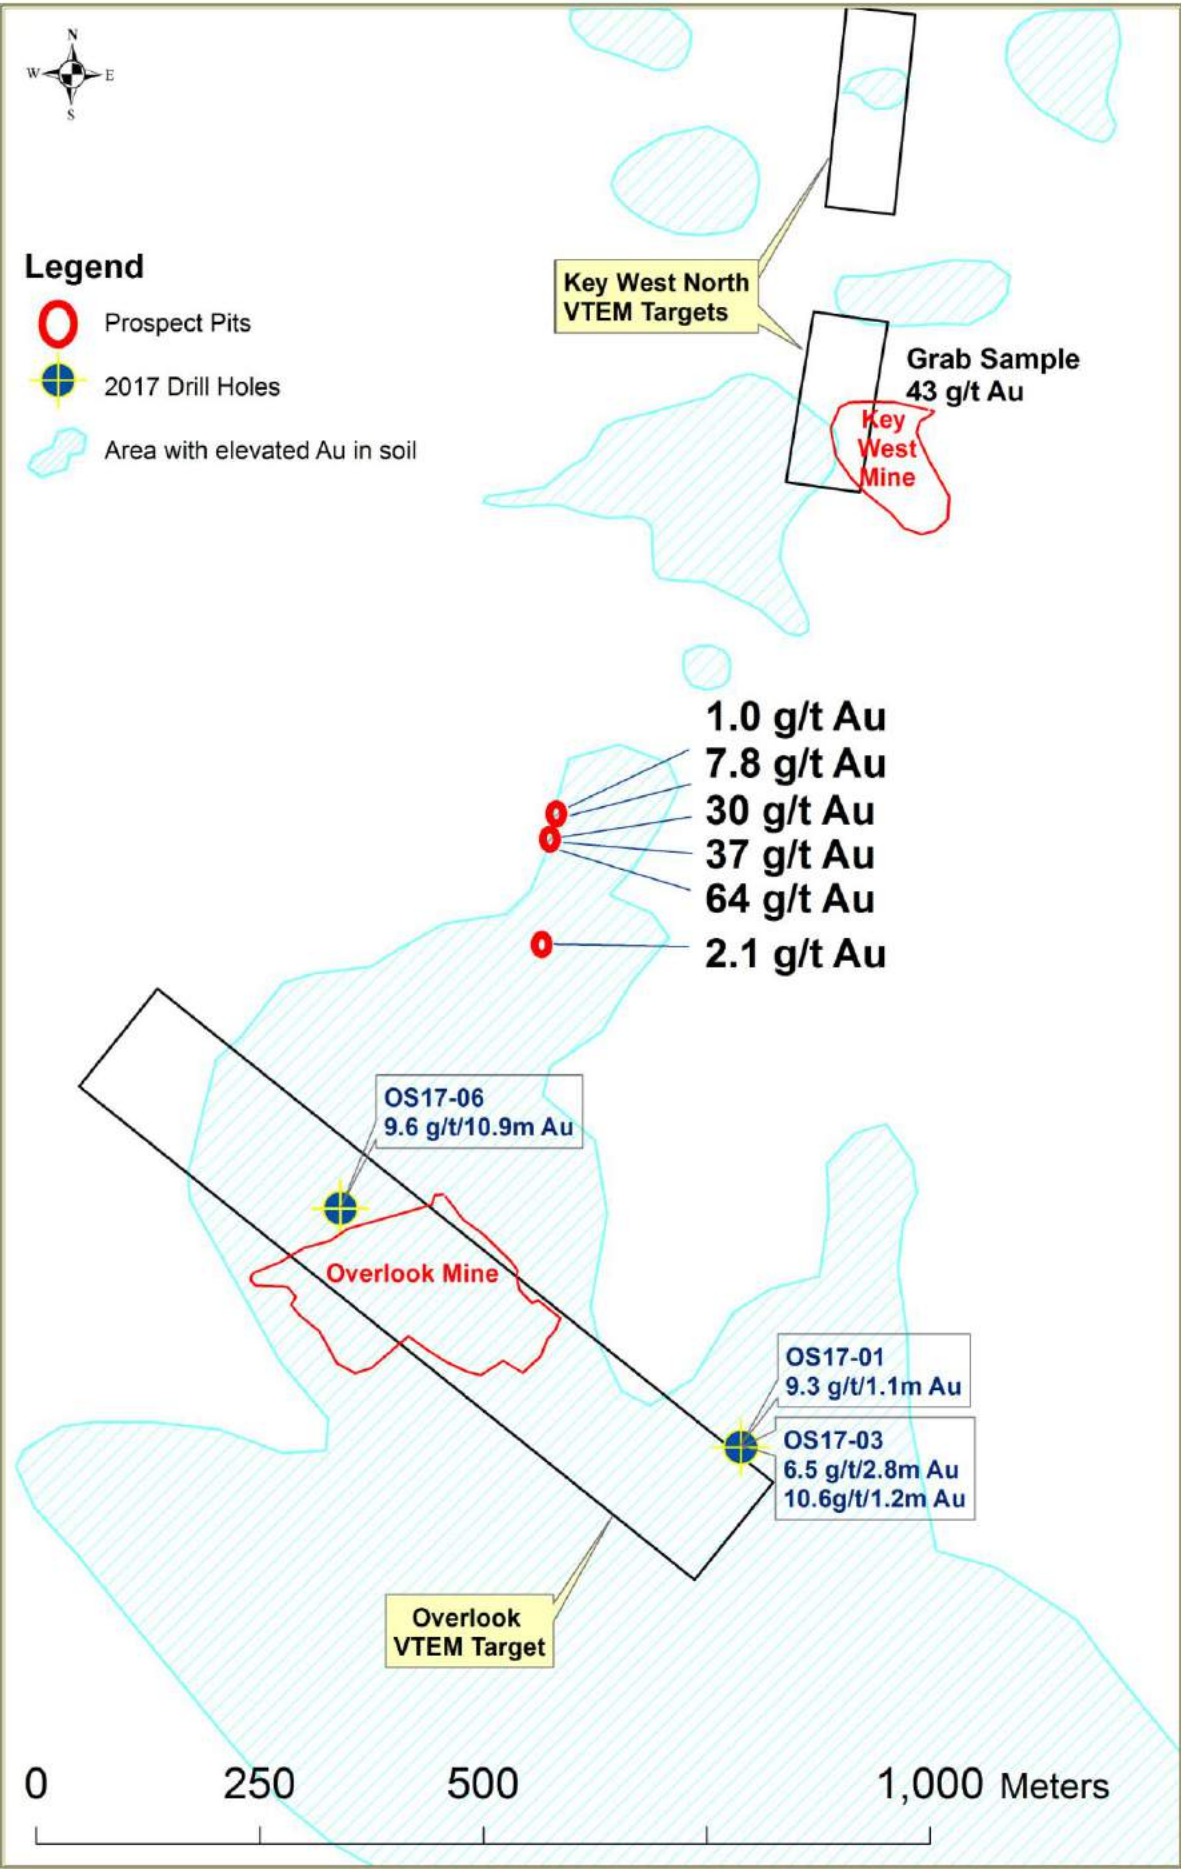 N
W E
S
Legend
Prospect Pits
2017 Drill Holes
Area with elevated Au in soil
Key West North
VTEM Targets
Grab Sample
43 g/t Au
Key
West
Mine
1.0 g/t Au
7.8 g/t Au
30 g/t Au
37 g/t Au
64 g/t Au
2.1 g/t Au
OS17-06
9.6 g/t/10.9m Au
Overlook Mine
OS17-01
9.3 g/t/1.1m Au
OS17-03
6.5 g/t/2.8m Au
10.6g/t/1.2m Au
Overlook
VTEM Target
0 250 500 1,000 Meters